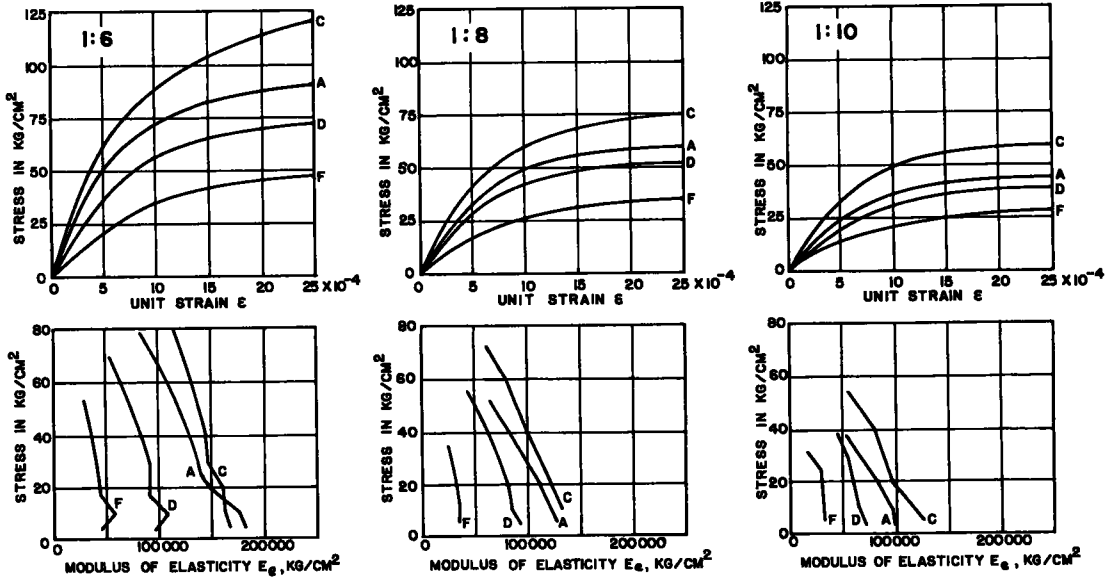 1:6
STRESS IN KG/CM²
125
100
75
50
25
0
C
A
D
F
0 5 10 15 20 25 ×10⁻⁴
UNIT STRAIN Ɛ
1:8
STRESS IN KG/CM²
125
100
75
50
25
0
C
A
D
F
0 5 10 15 20 25 ×10⁻⁴
UNIT STRAIN Ɛ
1:10
STRESS IN KG/CM²
125
100
75
50
25
0
C
A
D
F
0 5 10 15 20 25 ×10⁻⁴
UNIT STRAIN Ɛ
STRESS IN KG/CM²
80
60
40
20
0
A C
F D
0 100000 200000
MODULUS OF ELASTICITY Eₑ, KG/CM²
STRESS IN KG/CM²
80
60
40
20
0
C
F D A
0 100000 200000
MODULUS OF ELASTICITY Eₑ, KG/CM²
STRESS IN KG/CM²
80
60
40
20
0
F D A C
0 100000 200000
MODULUS OF ELASTICITY Eₑ, KG/CM²